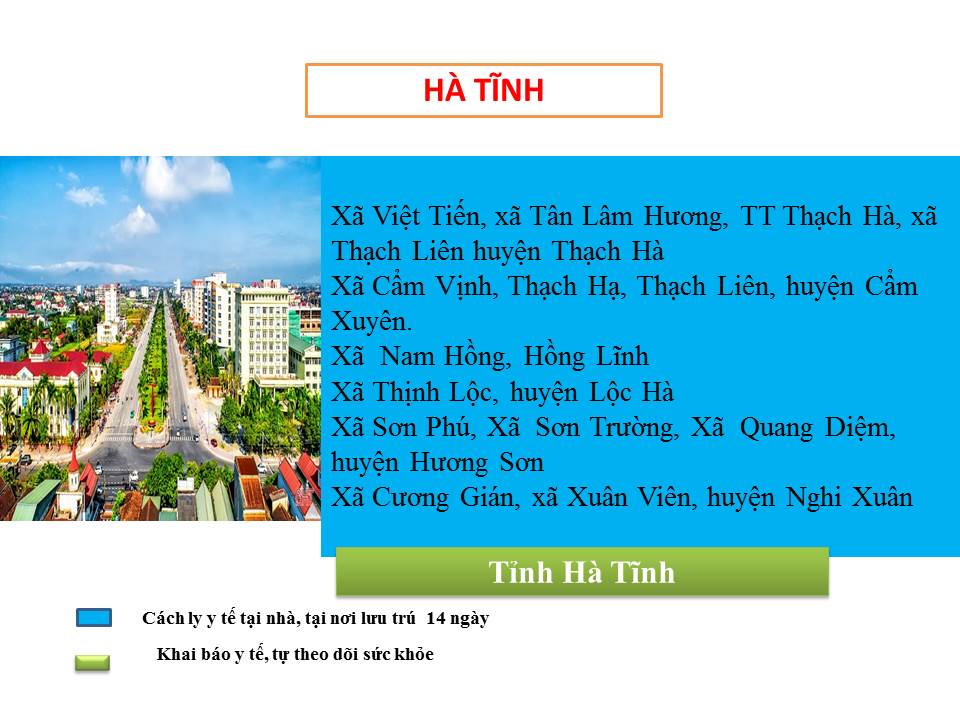 HÀ TĨNH
Xã Việt Tiến, xã Tân Lâm Hương, TT Thạch Hà, xã
Thạch Liên huyện Thạch Hà
Xã Cẩm Vịnh, Thạch Hạ, Thạch Liên, huyện Cẩm
Xuyên.
Xã Nam Hồng, Hồng Lĩnh
Xã Thịnh Lộc, huyện Lộc Hà
Xã Sơn Phú, Xã Sơn Trường, Xã Quang Diệm,
huyện Hương Sơn
Xã Cương Gián, xã Xuân Viên, huyện Nghi Xuân
Tỉnh Hà Tĩnh
Cách ly y tế tại nhà, tại nơi lưu trú 14 ngày
Khai báo y tế, tự theo dõi sức khỏe